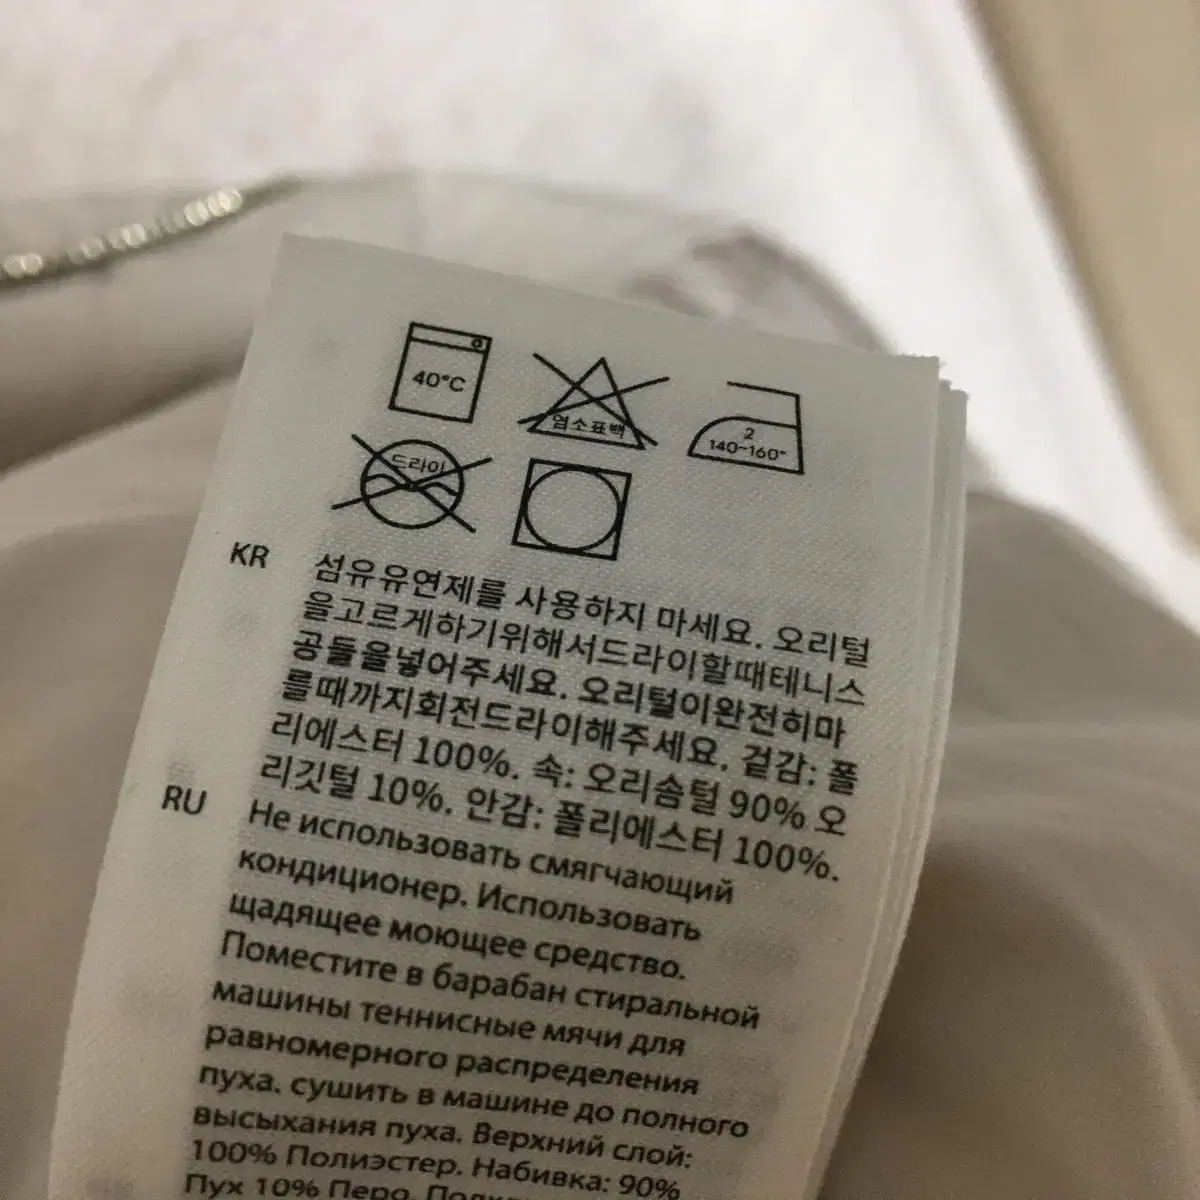 40°C
염소표백
2
140~160°
드라이
KR
섬유유연제를 사용하지 마세요. 오리털
을고르게하기위해서드라이할때테니스
공들을넣어주세요. 오리털이완전히마
를때까지회전드라이해주세요. 겉감: 폴
리에스터 100%. 속: 오리솜털 90% 오
리깃털 10%. 안감: 폴리에스터 100%.
RU
Не использовать смягчающий
кондиционер. Использовать
щадящее моющее средство.
Поместите в барабан стиральной
машины теннисные мячи для
равномерного распределения
пуха. сушить в машине до полного
высыхания пуха. Верхний слой:
100% Полиэстер. Набивка: 90%
Пух 10% Перо.